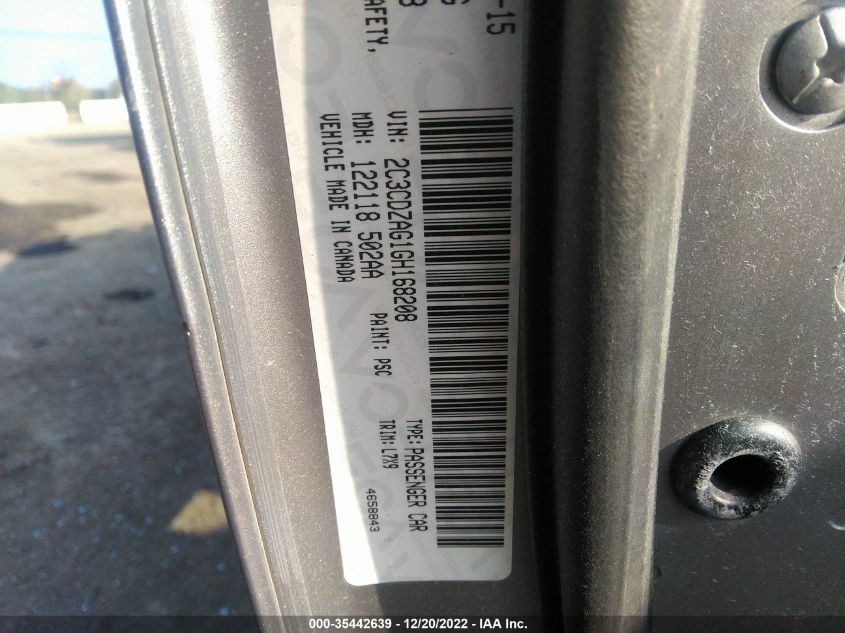 -15
AFETY,
VIN: 2C3CDZAG1GH168208 TYPE: PASSENGER CAR
MDH: 122118 502AA PAINT: PSC TRIM: L7X9
VEHICLE MADE IN CANADA 4658843
000-35442639 - 12/20/2022 - IAA Inc.